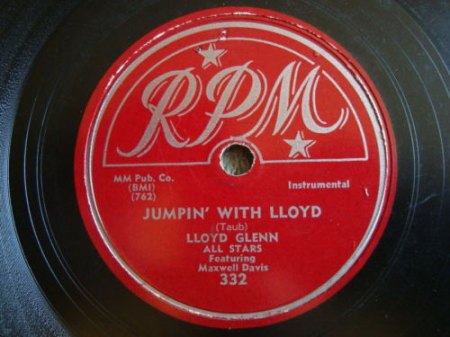 RPM
MM Pub. Co.
(BMI)
(762)
Instrumental
JUMPIN' WITH LLOYD
(Taub)
LLOYD GLENN
ALL STARS
Featuring
Maxwell Davis
332